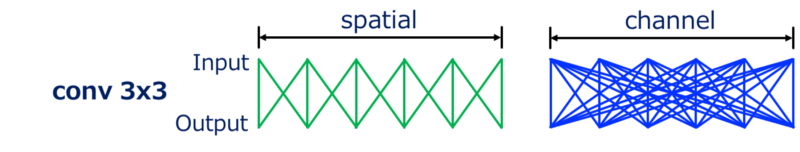 spatial
channel
Input
conv 3x3
Output